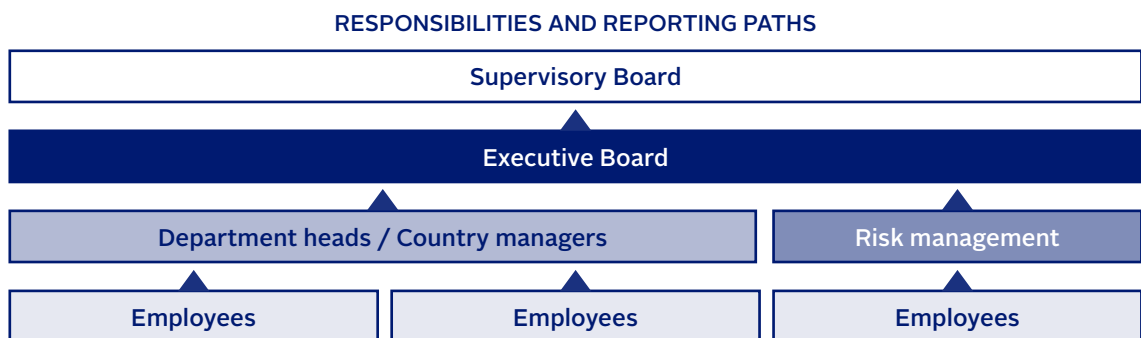 RESPONSIBILITIES AND REPORTING PATHS
Supervisory Board
Executive Board
Department heads / Country managers
Risk management
Employees
Employees
Employees